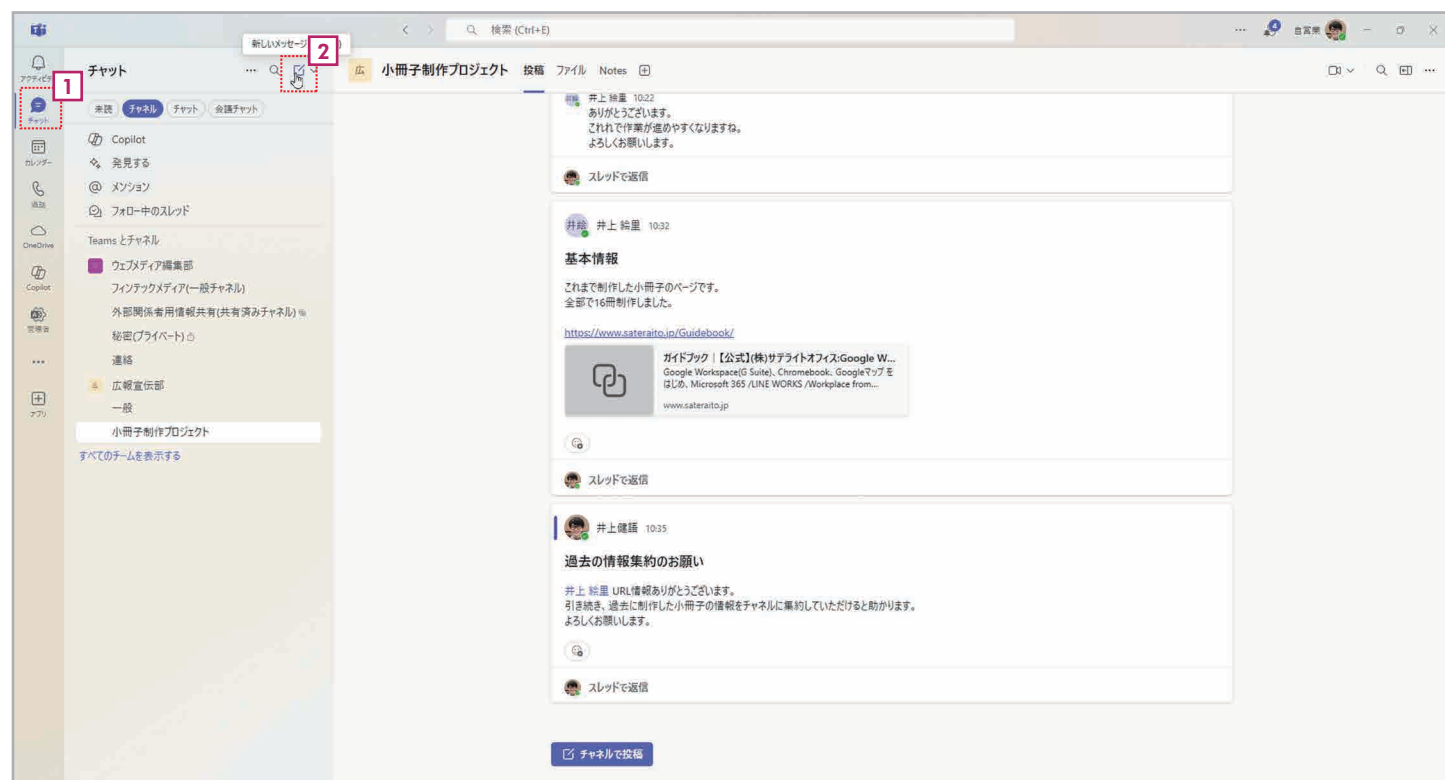 検索 (Ctrl+E)
4
自営業
新しいメッセージ
2
アクティビ
1
チャット
カレンダー
通話
OneDrive
Copilot
管理者
アプリ
チャット
未読 チャネル チャット 会議チャット
Copilot
発見する
@ メンション
フォロー中のスレッド
Teams とチャネル
ウェブメディア編集部
フィンテックメディア(一般チャネル)
外部関係者用情報共有(共有済みチャネル)
秘密(プライベート)
連絡
広報宣伝部
一般
小冊子制作プロジェクト
すべてのチームを表示する
広 小冊子制作プロジェクト 投稿 ファイル Notes
井上 絵里 10:22
ありがとうございます。
これれで作業が進めやすくなりますね。
よろしくお願いします。
スレッドで返信
井絵 井上 絵里 10:32
基本情報
これまで制作した小冊子のページです。
全部で16冊制作しました。
https://www.sateraito.jp/Guidebook/
ガイドブック | 【公式】(株)サテライトオフィス:Google W...
Google Workspace(G Suite)、Chromebook、Googleマップ を
はじめ、Microsoft 365 /LINE WORKS /Workplace from...
www.sateraito.jp
スレッドで返信
井上健語 10:35
過去の情報集約のお願い
井上 絵里 URL情報ありがとうございます。
引き続き、過去に制作した小冊子の情報をチャネルに集約していただけると助かります。
よろしくお願いします。
スレッドで返信
チャネルで投稿